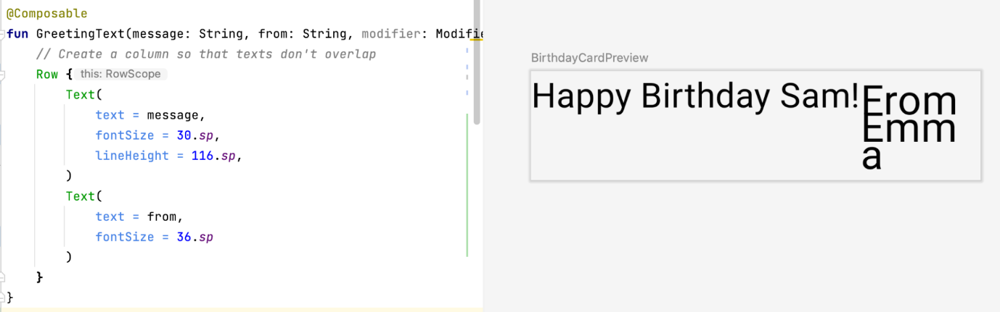 @Composable
fun GreetingText(message: String, from: String, modifier: Modifie
// Create a column so that texts don't overlap
Row { this: RowScope
Text(
text = message,
fontSize = 30.sp,
lineHeight = 116.sp,
)
Text(
text = from,
fontSize = 36.sp
)
}
}
BirthdayCardPreview
Happy Birthday Sam!
From
Emm
a